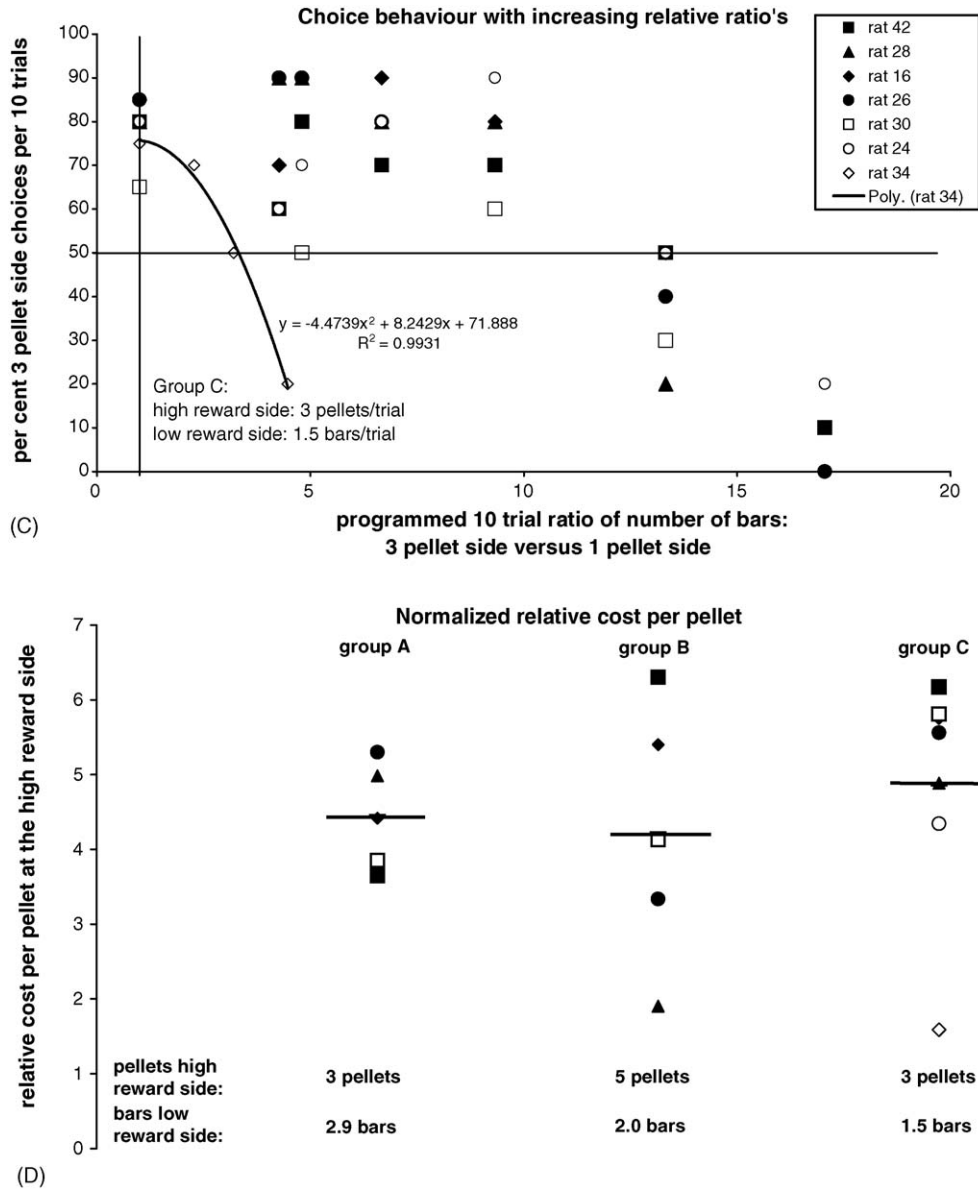 Choice behaviour with increasing relative ratio's
per cent 3 pellet side choices per 10 trials
100
90
80
70
60
50
40
30
20
10
0
rat 42
rat 28
rat 16
rat 26
rat 30
rat 24
rat 34
Poly. (rat 34)
y = -4.4739x² + 8.2429x + 71.888
R² = 0.9931
Group C:
high reward side: 3 pellets/trial
low reward side: 1.5 bars/trial
0 5 10 15 20
(C)
programmed 10 trial ratio of number of bars:
3 pellet side versus 1 pellet side
Normalized relative cost per pellet
relative cost per pellet at the high reward side
7
6
5
4
3
2
1
0
group A group B group C
pellets high
reward side:
3 pellets 5 pellets 3 pellets
bars low
reward side:
2.9 bars 2.0 bars 1.5 bars
(D)